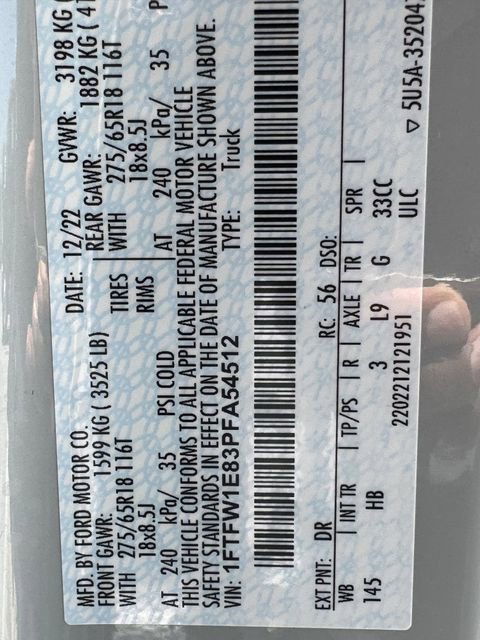 MFD. BY FORD MOTOR CO. DATE: 12/22 GVWR: 3198 KG (
FRONT GAWR: 1599 KG ( 3525 LB) REAR GAWR: 1882 KG ( 41
WITH 275/65R18 116T TIRES WITH 275/65R18 116T
18x8.5J RIMS 18x8.5J
AT 240 kPa/ 35 PSI COLD AT 240 kPa/ 35 P
THIS VEHICLE CONFORMS TO ALL APPLICABLE FEDERAL MOTOR VEHICLE
SAFETY STANDARDS IN EFFECT ON THE DATE OF MANUFACTURE SHOWN ABOVE.
VIN: 1FTFW1E83PFA54512 TYPE: Truck
EXT PNT: DR RC: 56 DSO:
WB INT TR TP/PS R AXLE TR SPR
145 HB 3 L9 G 33CC
2202212121951 ULC
▽ 5U5A-35204